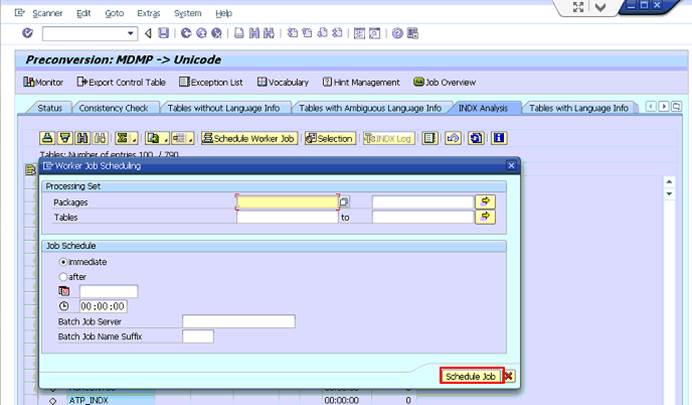 Scanner Edit Goto Extras System Help
Preconversion: MDMP -> Unicode
Monitor Export Control Table Exception List Vocabulary Hint Management Job Overview
Status Consistency Check Tables without Language Info Tables with Ambiguous Language Info INDX Analysis Tables with Language Info
Schedule Worker Job Selection INDX Log
Tables: Number of entries 100 / 790
Worker Job Scheduling
Processing Set
Packages
Tables to
Job Schedule
immediate
after
00:00:00
Batch Job Server
Batch Job Name Suffix
Schedule Job
ATP_INDX 00:00:00 0